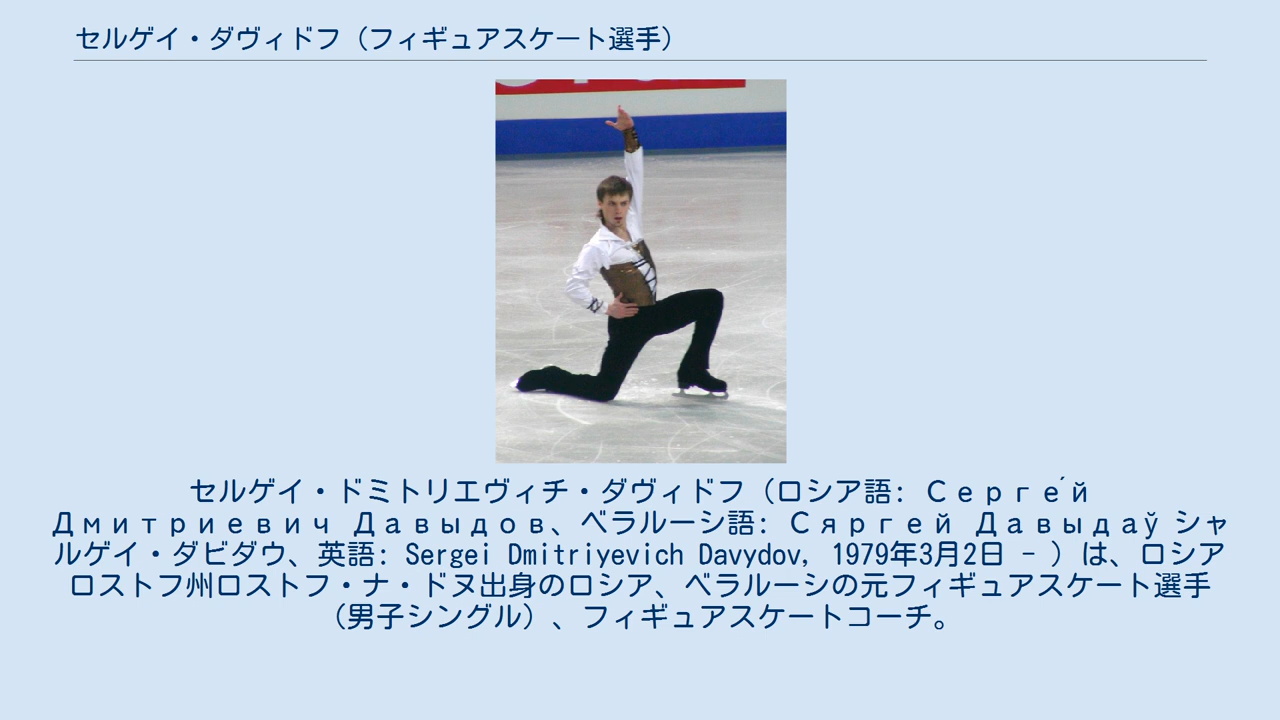 セルゲイ・ダヴィドフ（フィギュアスケート選手）
セルゲイ・ドミトリエヴィチ・ダヴィドフ（ロシア語: Серге́й
Дмитриевич Давыдов、ベラルーシ語: Сяргей Давыдаў シャ
ルゲイ・ダビダウ、英語: Sergei Dmitriyevich Davydov, 1979年3月2日 - ）は、ロシア
ロストフ州ロストフ・ナ・ドヌ出身のロシア、ベラルーシの元フィギュアスケート選手
（男子シングル）、フィギュアスケートコーチ。